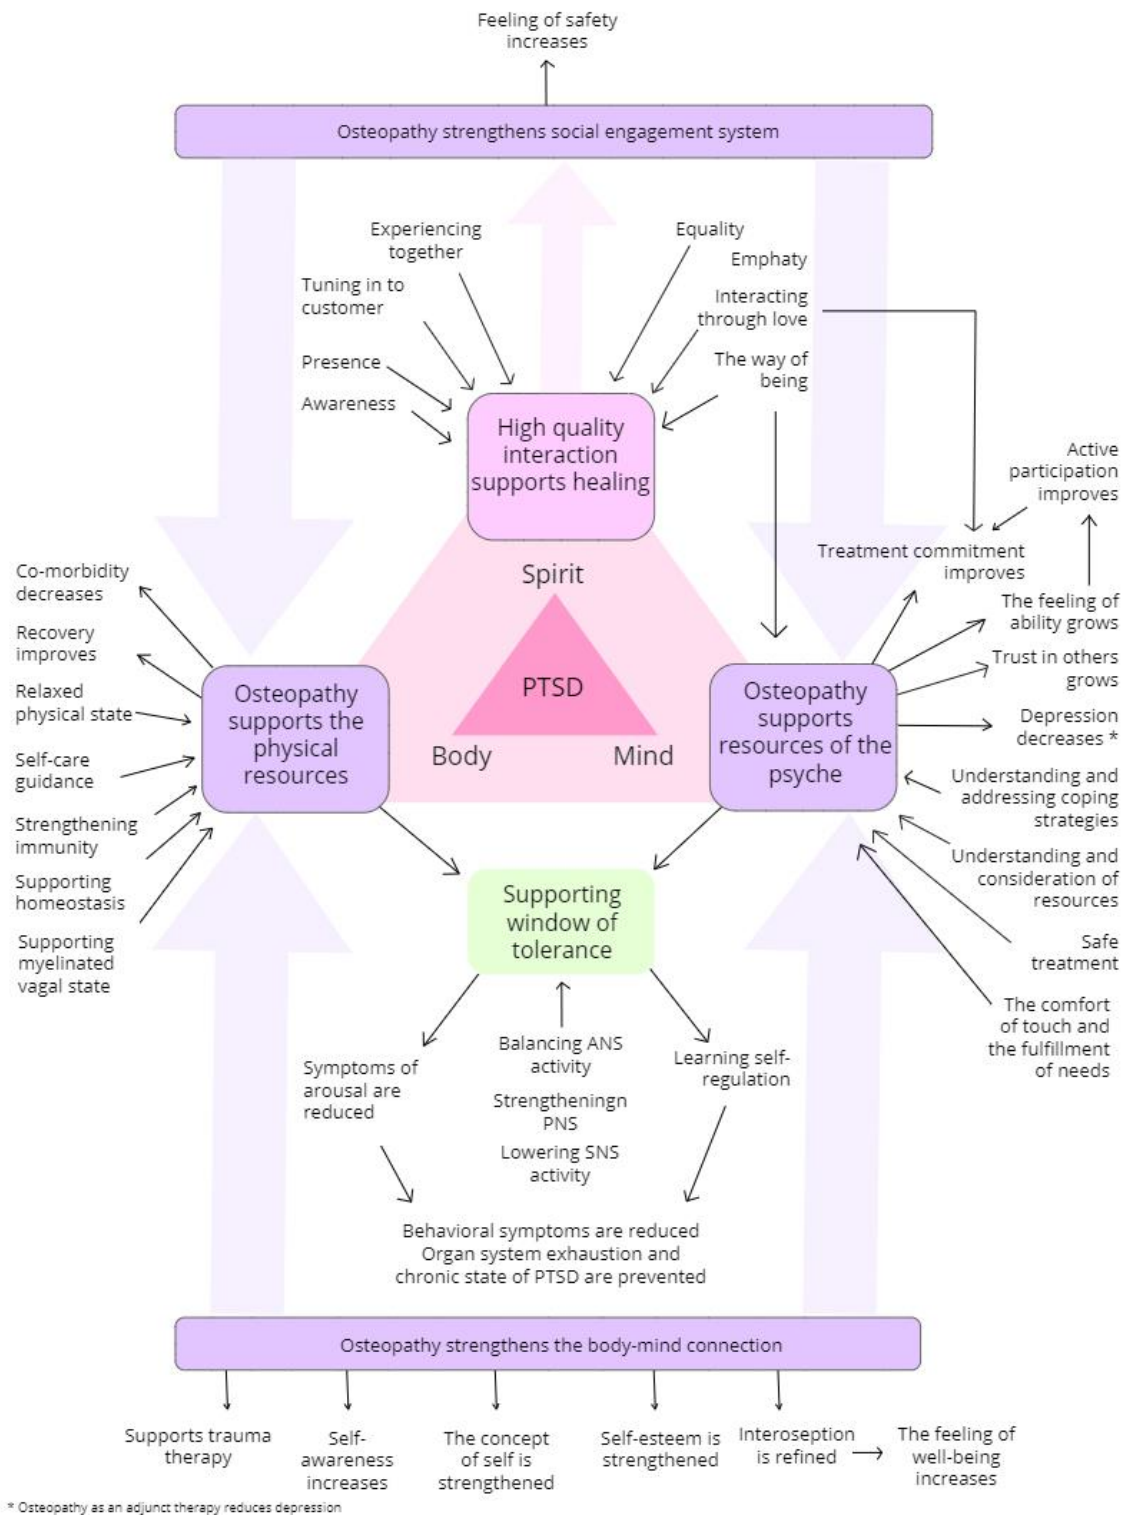 Feeling of safety
increases
Osteopathy strengthens social engagement system
Experiencing
together
Equality
Emphaty
Tuning in to
customer
Interacting
through love
Presence
The way of
being
Awareness
High quality
interaction
supports healing
Active
participation
improves
Treatment commitment
improves
Co-morbidity
decreases
Spirit
The feeling of
ability grows
Recovery
improves
Trust in others
grows
Relaxed
physical state
Osteopathy
supports the
physical
resources
PTSD
Body
Mind
Osteopathy
supports
resources of the
psyche
Depression
decreases *
Self-care
guidance
Understanding and
addressing coping
strategies
Strengthening
immunity
Understanding and
consideration of
resources
Supporting
homeostasis
Supporting
window of
tolerance
Supporting
myelinated
vagal state
Safe
treatment
The comfort
of touch and
the fulfillment
of needs
Symptoms of
arousal are
reduced
Balancing ANS
activity
Strengtheningn
PNS
Lowering SNS
activity
Learning self-
regulation
Behavioral symptoms are reduced
Organ system exhaustion and
chronic state of PTSD are prevented
Osteopathy strengthens the body-mind connection
Supports trauma
therapy
Self-
awareness
increases
The concept
of self is
strengthened
Self-esteem is
strengthened
Interoseption
is refined
The feeling of
well-being
increases
* Osteopathy as an adjunct therapy reduces depression